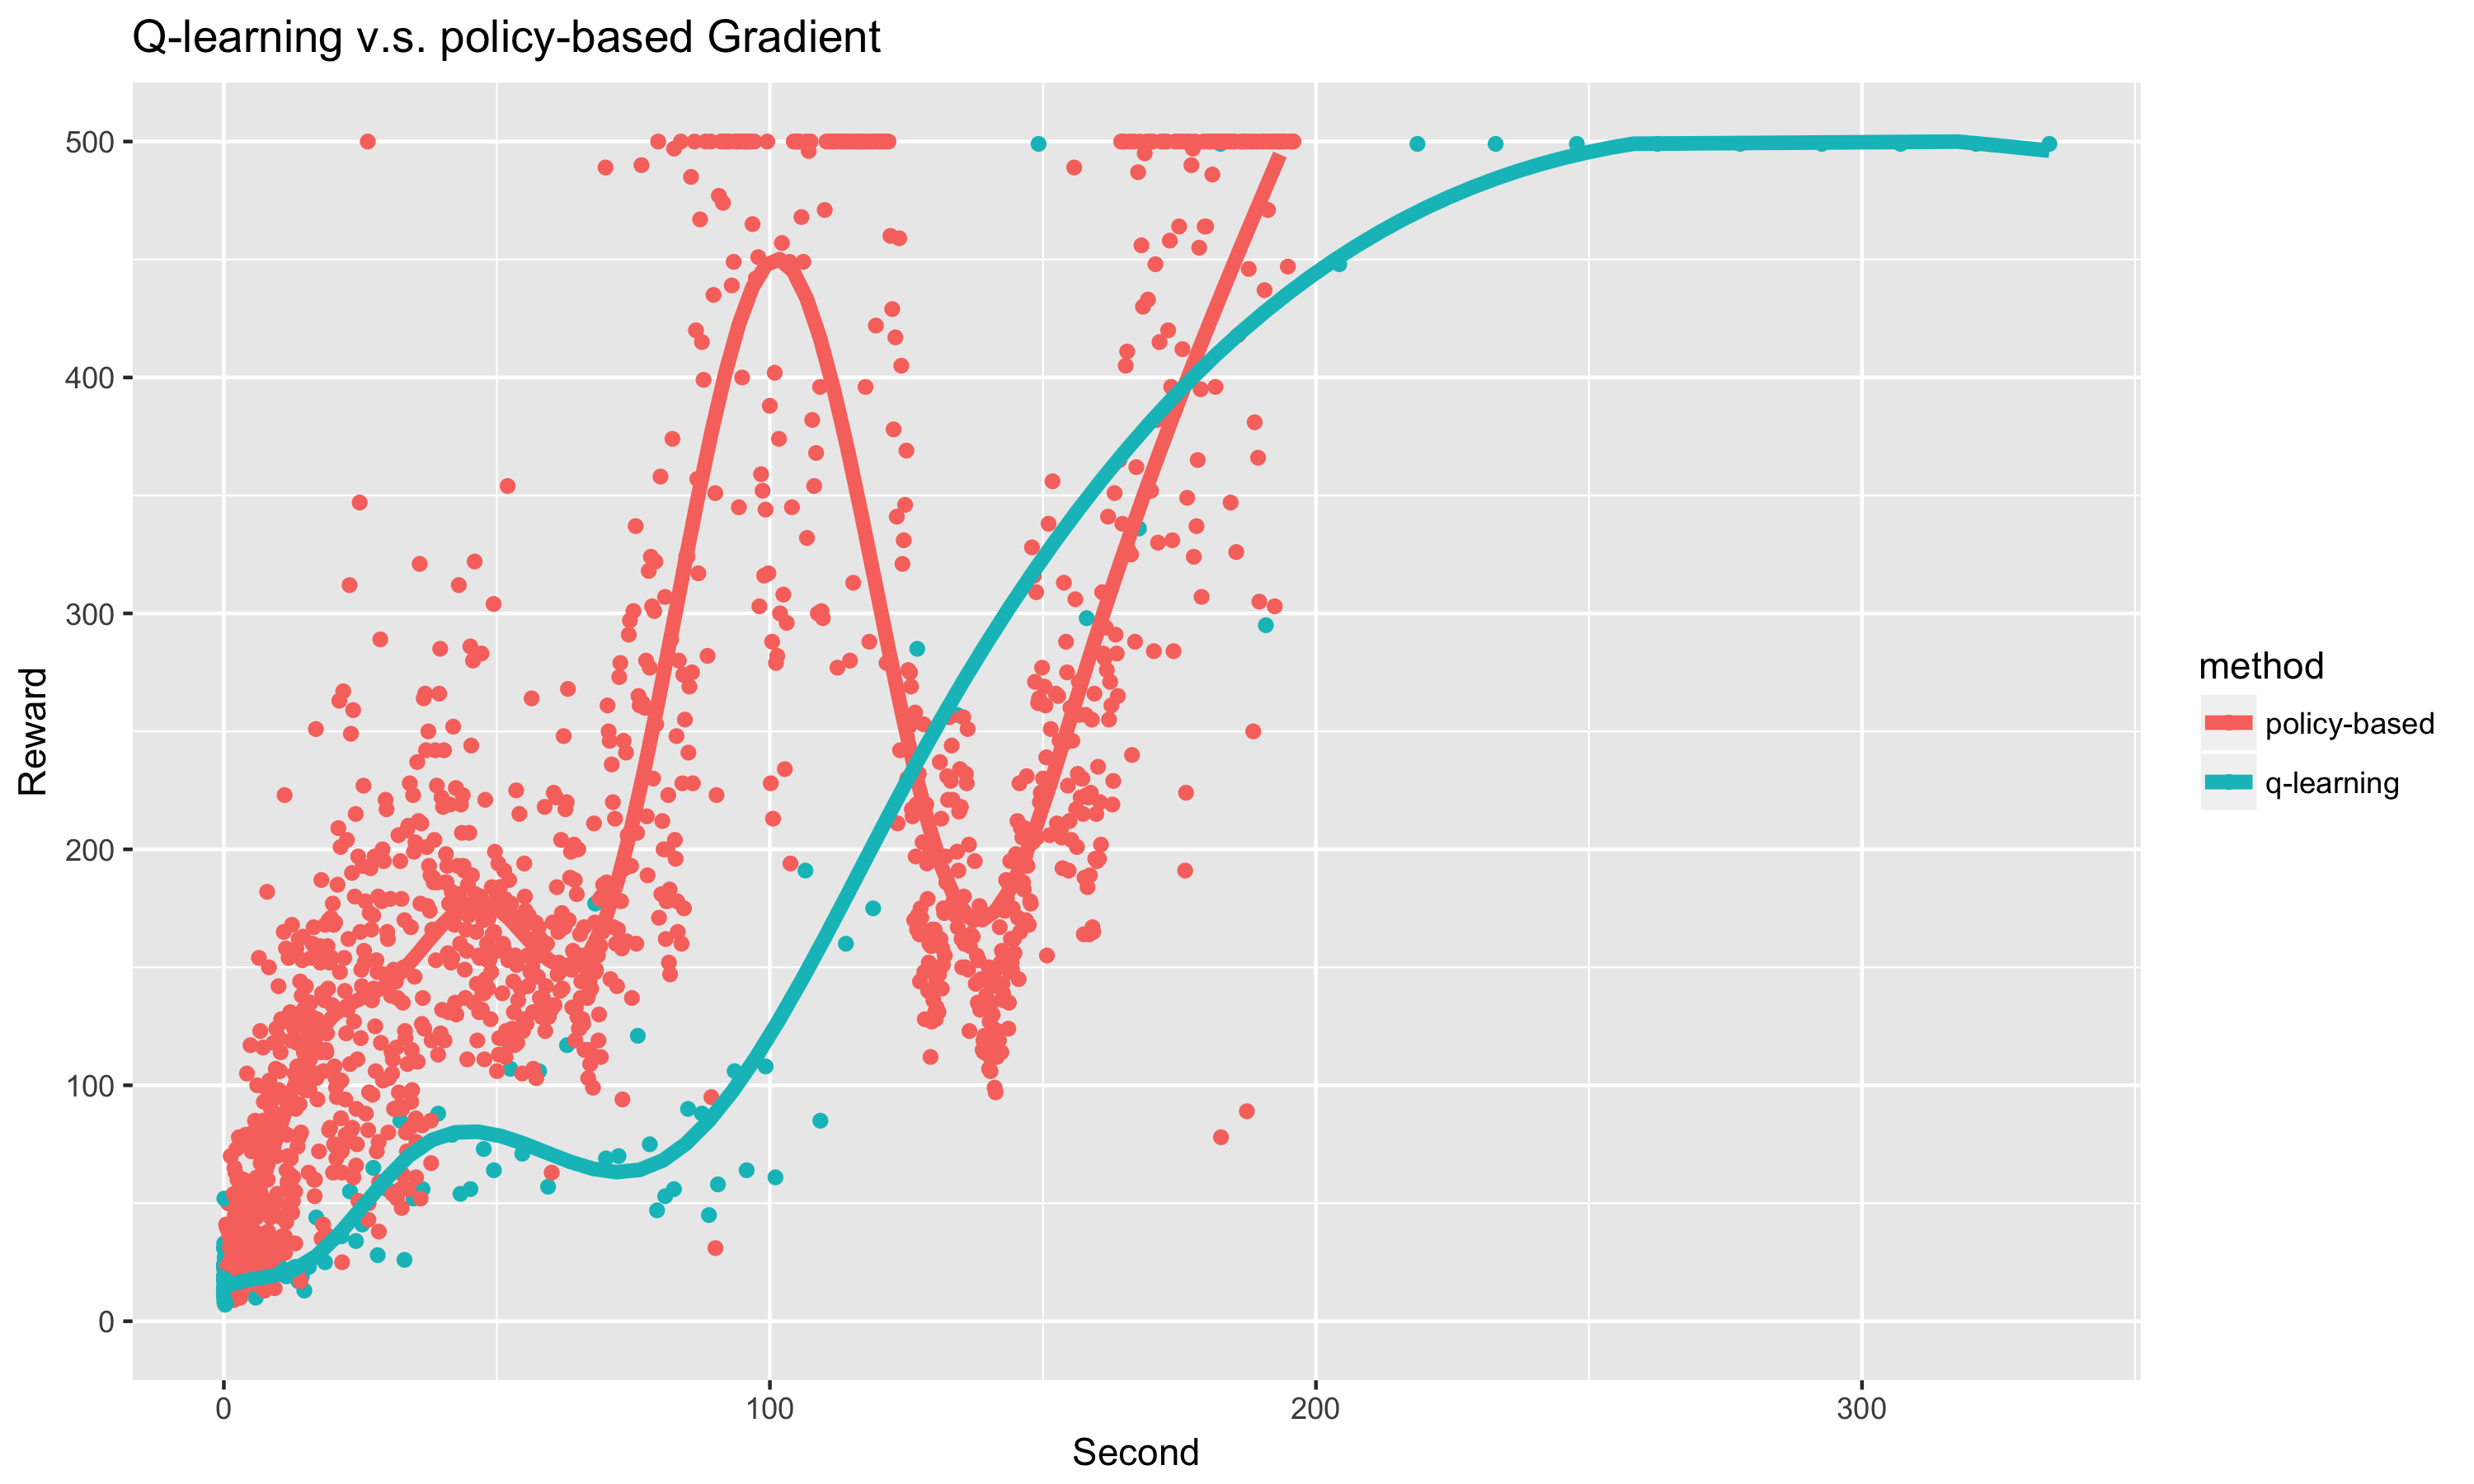 Q-learning v.s. policy-based Gradient
500
400
300
200
100
0
Reward
0 100 200 300
Second
method
policy-based
q-learning